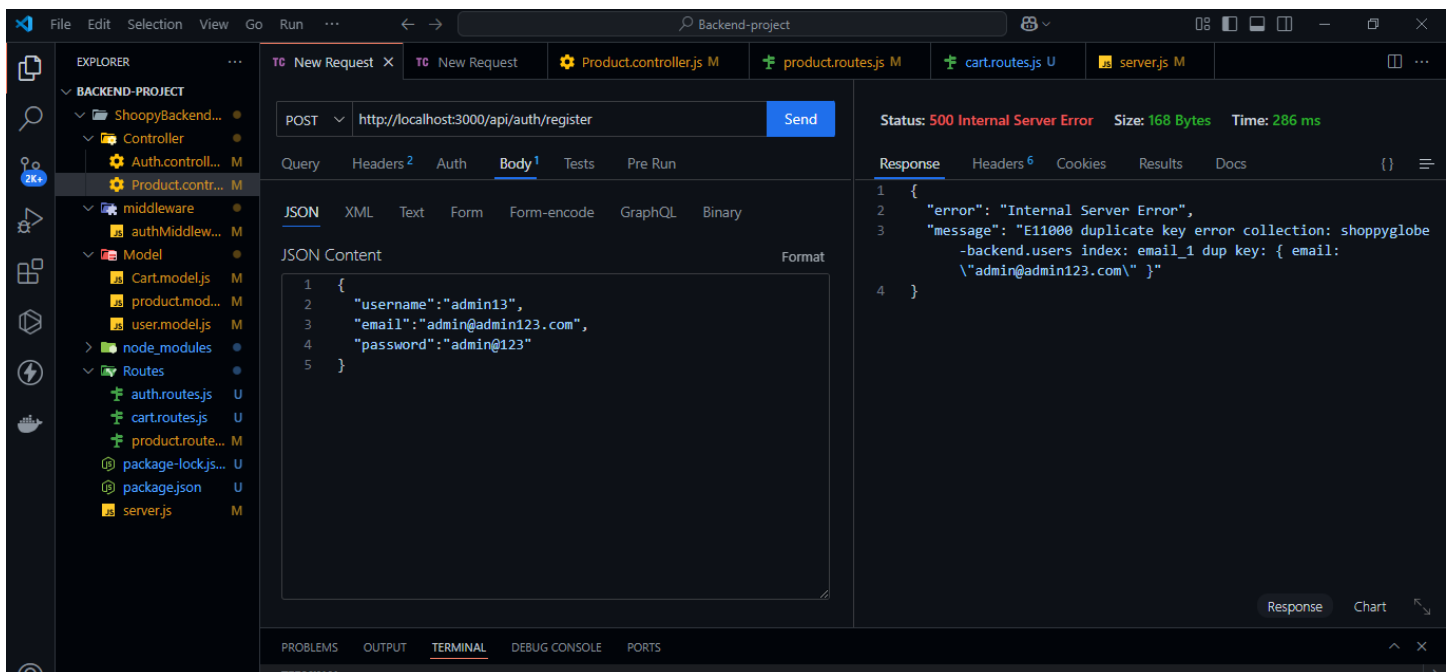 File Edit Selection View Go Run ··· Backend-project
EXPLORER ···
BACKEND-PROJECT
ShoopyBackend...
Controller
Auth.controll... M
Product.contr... M
middleware
authMiddlew... M
Model
Cart.model.js M
product.mod... M
user.model.js M
node_modules
Routes
auth.routes.js U
cart.routes.js U
product.route... M
package-lock.js... U
package.json U
server.js M
2K+
TC New Request TC New Request Product.controller.js M product.routes.js M cart.routes.js U JS server.js M
POST http://localhost:3000/api/auth/register Send
Query Headers 2 Auth Body 1 Tests Pre Run
JSON XML Text Form Form-encode GraphQL Binary
JSON Content Format
1 {
2 "username":"admin13",
3 "email":"admin@admin123.com",
4 "password":"admin@123"
5 }
Status: 500 Internal Server Error Size: 168 Bytes Time: 286 ms
Response Headers 6 Cookies Results Docs {}
1 {
2 "error": "Internal Server Error",
3 "message": "E11000 duplicate key error collection: shoppyglobe
-backend.users index: email_1 dup key: { email:
\"admin@admin123.com\" }"
4 }
Response Chart
PROBLEMS OUTPUT TERMINAL DEBUG CONSOLE PORTS